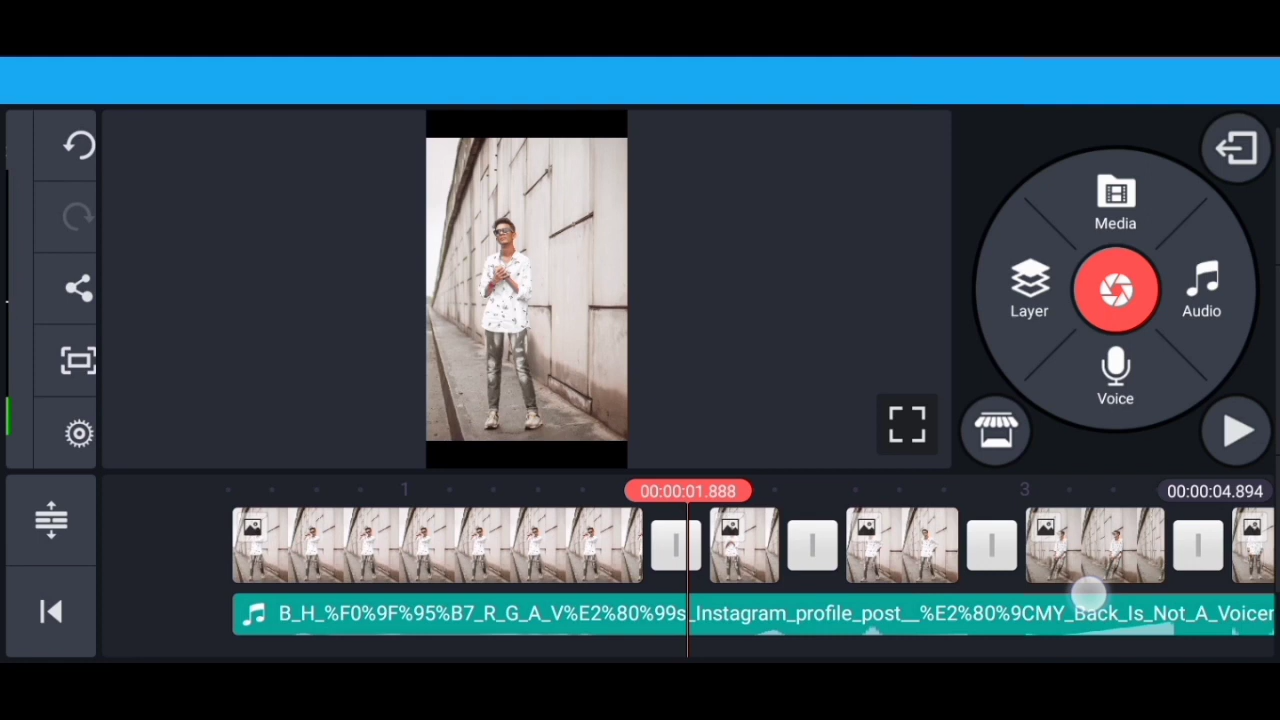 Media
Layer
Audio
Voice
1
00:00:01.888
3
00:00:04.894
B_H_%F0%9F%95%B7_R_G_A_V%E2%80%99s_Instagram_profile_post__%E2%80%9CMY_Back_Is_Not_A_Voicer